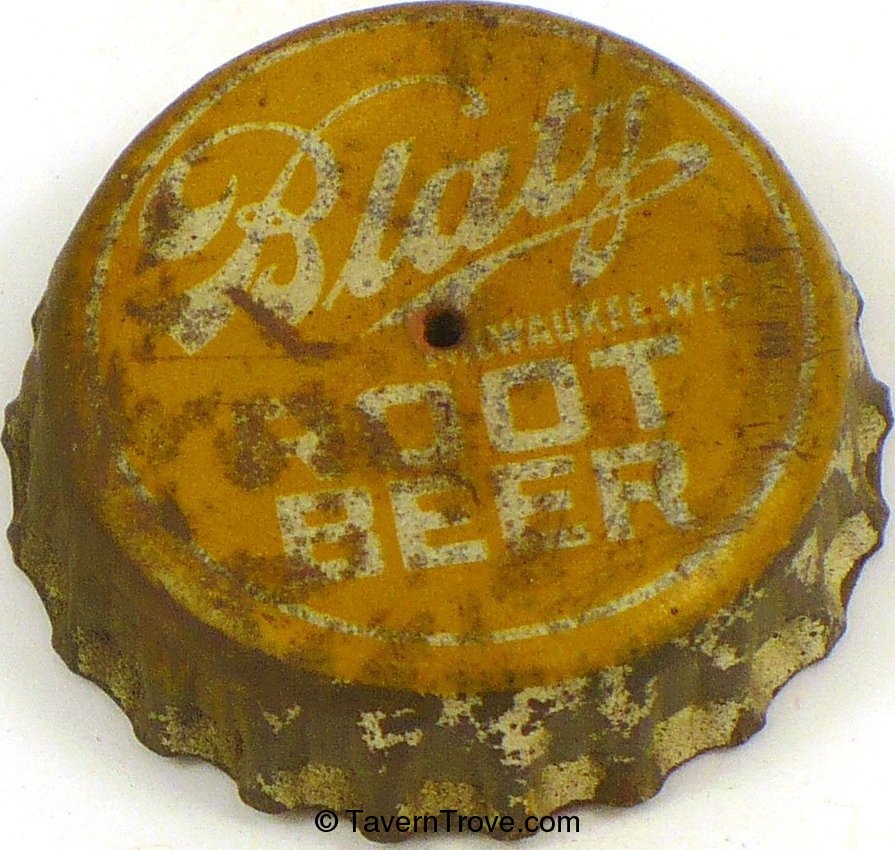 Blatz
MILWAUKEE, WIS
ROOT
BEER
© TavernTrove.com